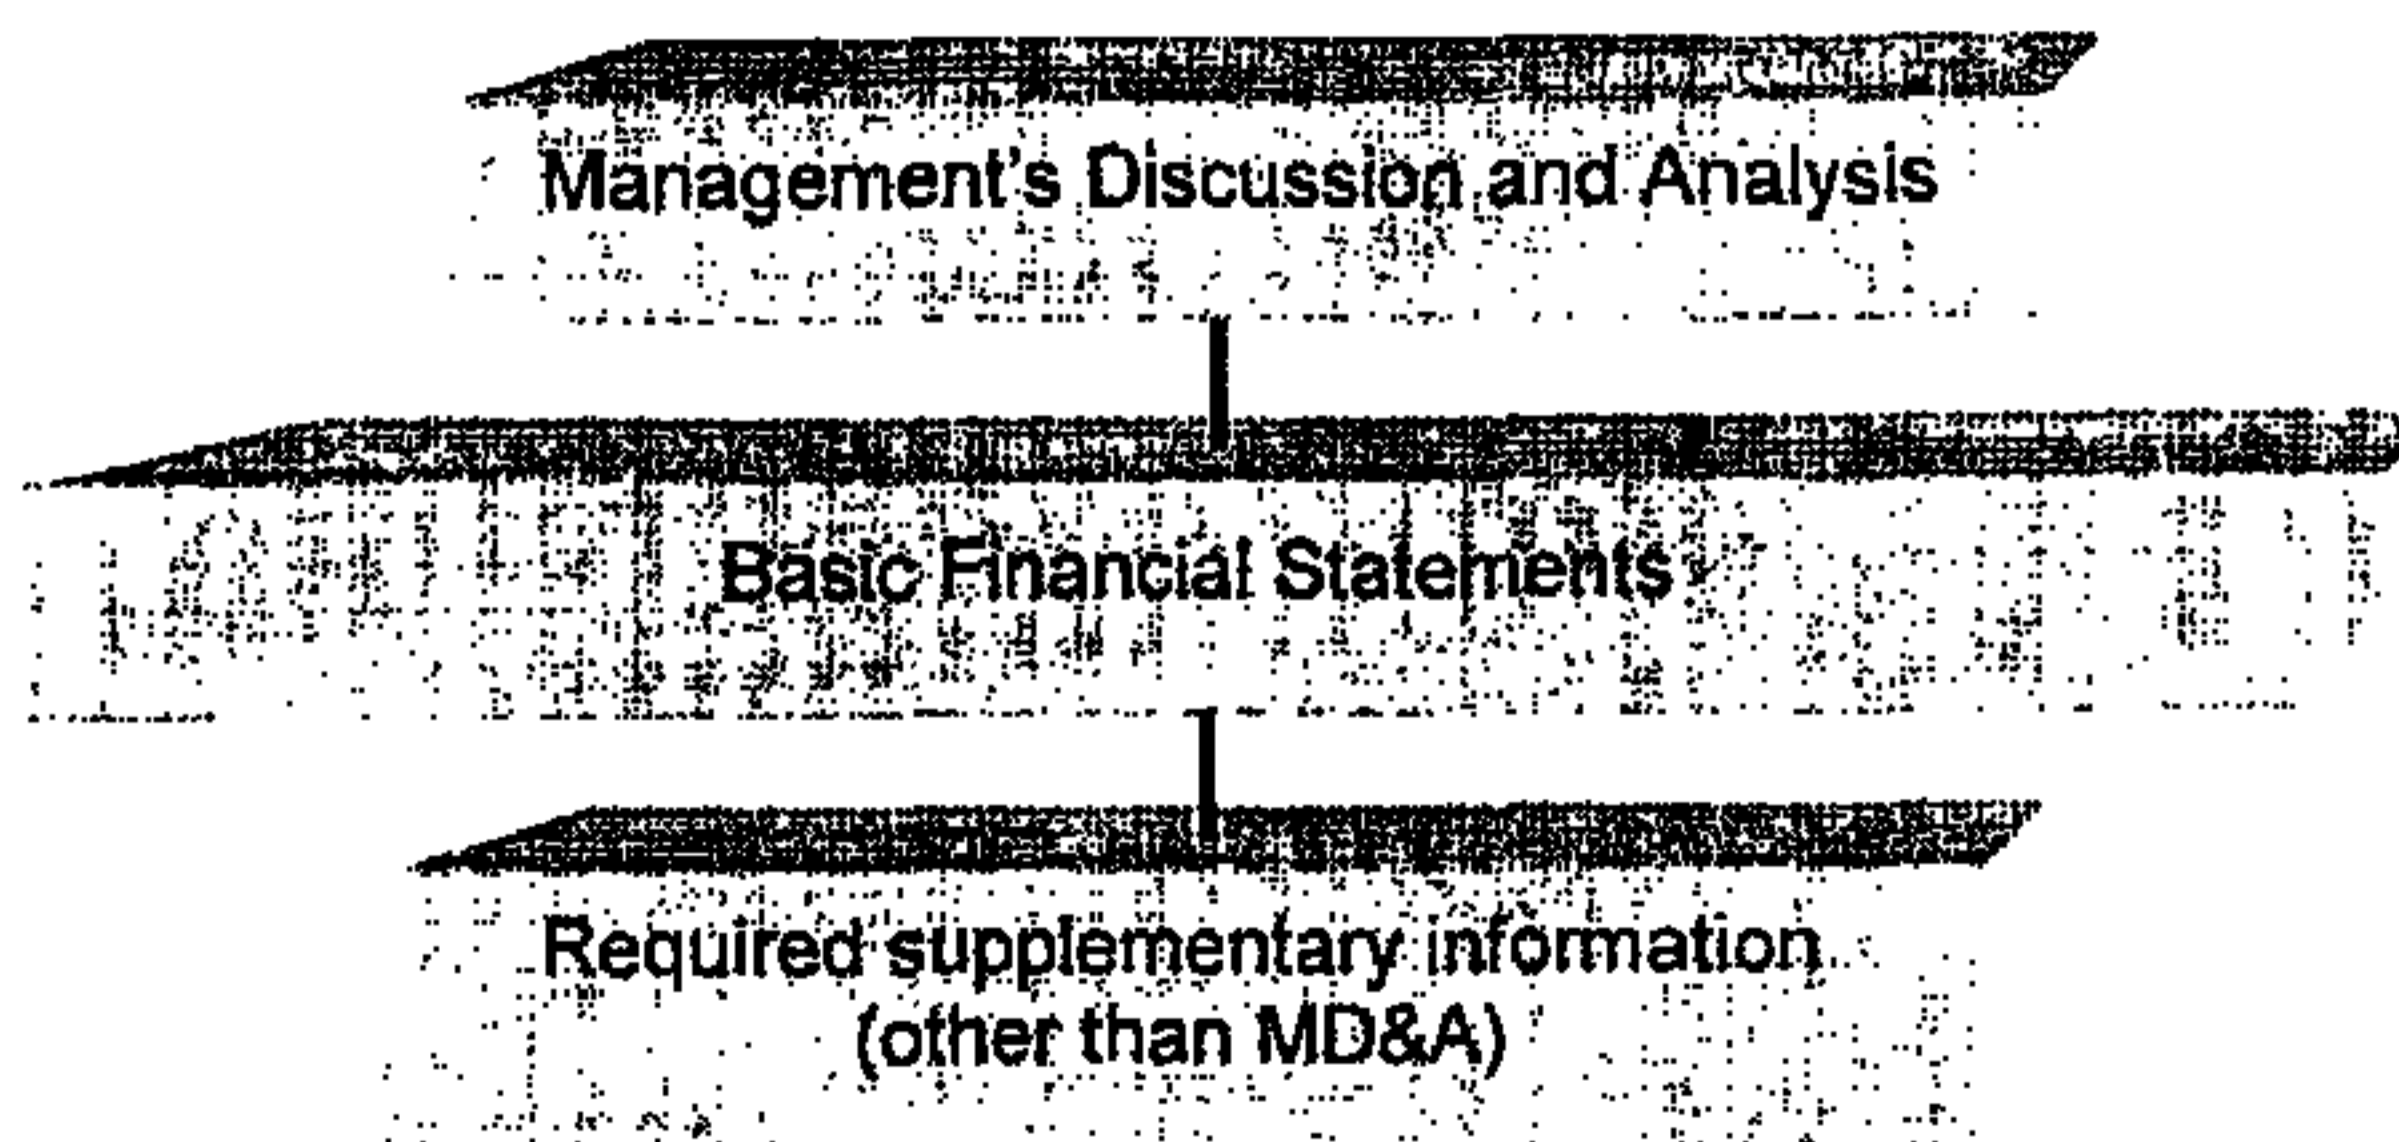 Management's Discussion and Analysis
Basic Financial Statements
Required supplementary information
(other than MD&A)